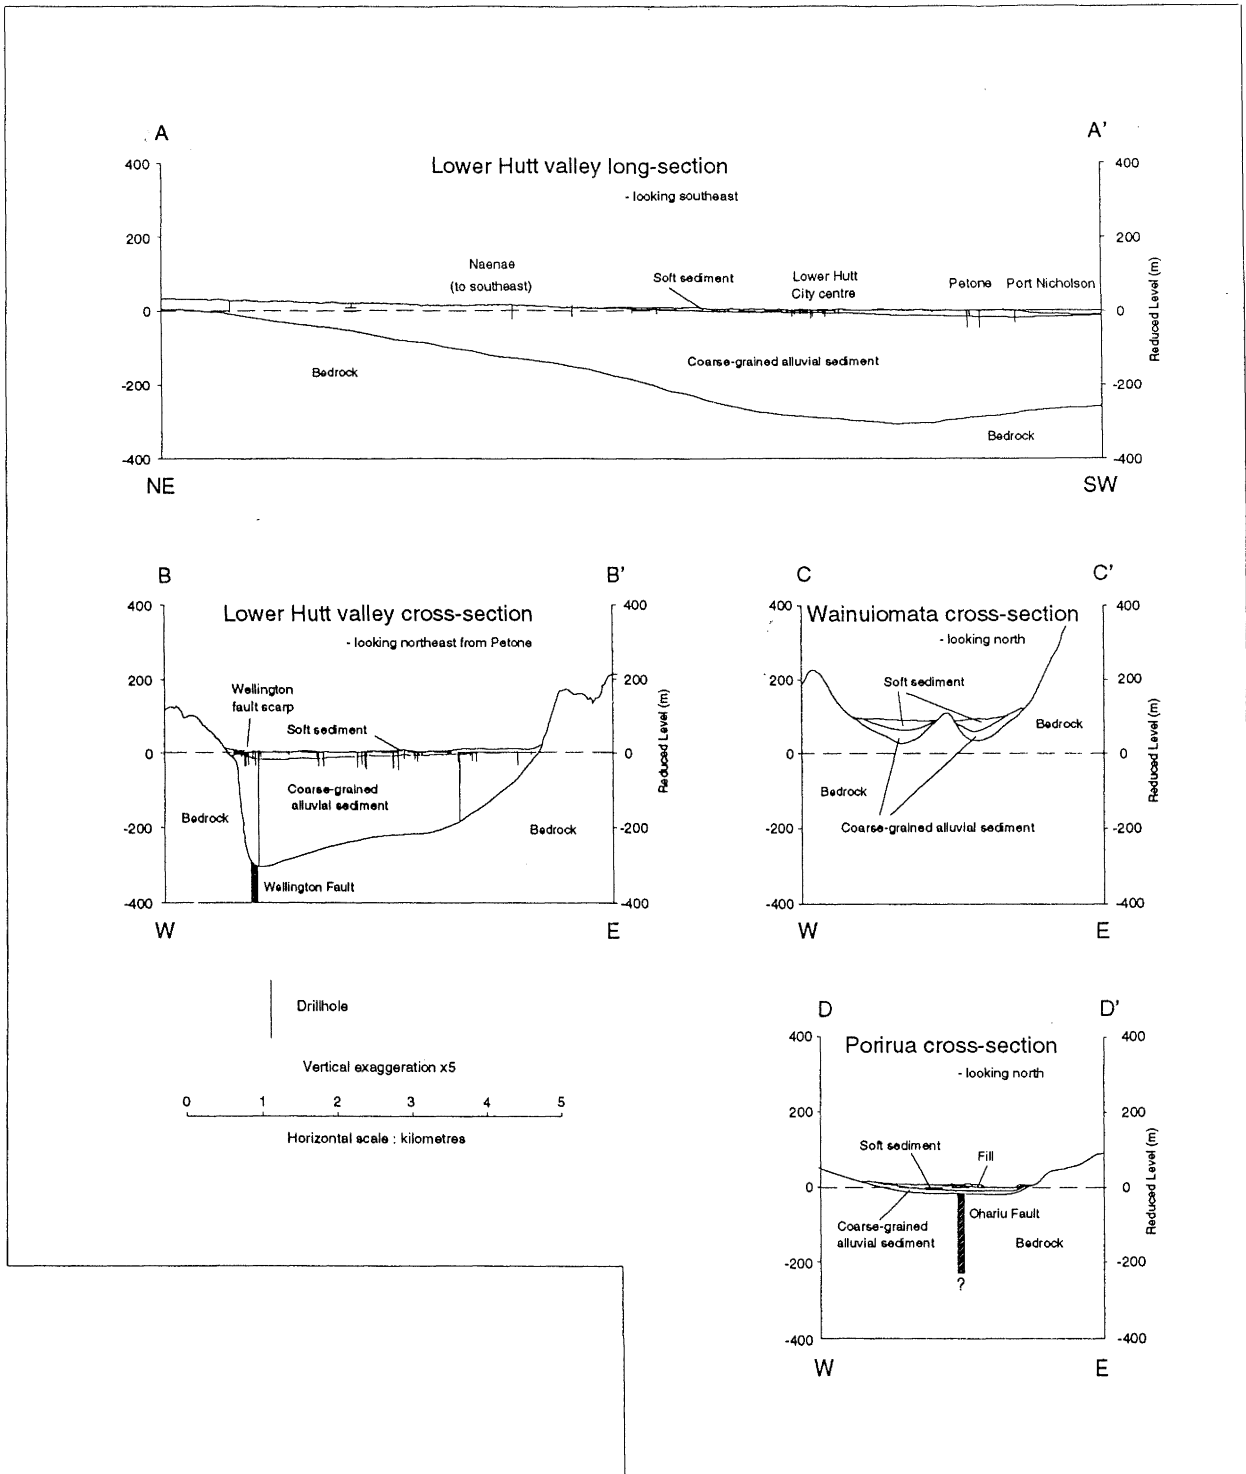 A
A'
Lower Hutt valley long-section
- looking southeast
400
200
0
-200
-400
400
200
0
-200
-400
Reduced Level (m)
Naenae
(to southeast)
Soft sediment
Lower Hutt
City centre
Petone
Port Nicholson
Coarse-grained alluvial sediment
Bedrock
Bedrock
NE
SW
B
B'
Lower Hutt valley cross-section
- looking northeast from Petone
400
200
0
-200
-400
400
200
0
-200
-400
Reduced Level (m)
Wellington
fault scarp
Soft sediment
Coarse-grained
alluvial sediment
Bedrock
Bedrock
Wellington Fault
W
E
C
C'
Wainuiomata cross-section
- looking north
400
200
0
-200
-400
400
200
0
-200
-400
Reduced Level (m)
Soft sediment
Bedrock
Bedrock
Coarse-grained alluvial sediment
W
E
Drillhole
Vertical exaggeration x5
0 1 2 3 4 5
Horizontal scale : kilometres
D
D'
Porirua cross-section
- looking north
400
200
0
-200
-400
400
200
0
-200
-400
Reduced Level (m)
Soft sediment
Fill
Coarse-grained
alluvial sediment
Ohariu Fault
Bedrock
?
W
E